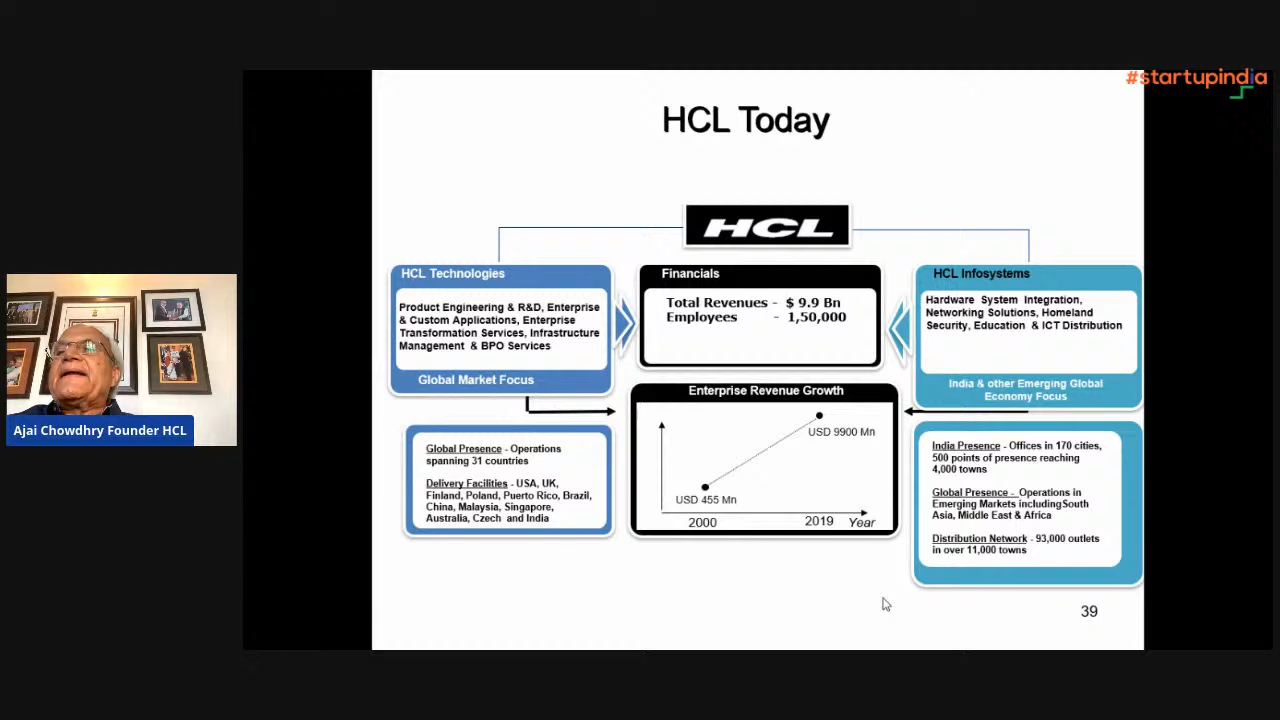 #startupindia
HCL Today
HCL
HCL Technologies
Product Engineering & R&D, Enterprise
& Custom Applications, Enterprise
Transformation Services, Infrastructure
Management & BPO Services
Global Market Focus
Financials
Total Revenues - $ 9.9 Bn
Employees - 1,50,000
HCL Infosystems
Hardware System Integration,
Networking Solutions, Homeland
Security, Education & ICT Distribution
India & other Emerging Global
Economy Focus
Global Presence - Operations
spanning 31 countries
Delivery Facilities - USA, UK,
Finland, Poland, Puerto Rico, Brazil,
China, Malaysia, Singapore,
Australia, Czech and India
Enterprise Revenue Growth
USD 9900 Mn
USD 455 Mn
2000
2019
Year
India Presence - Offices in 170 cities,
500 points of presence reaching
4,000 towns
Global Presence - Operations in
Emerging Markets includingSouth
Asia, Middle East & Africa
Distribution Network - 93,000 outlets
in over 11,000 towns
39
Ajai Chowdhry Founder HCL